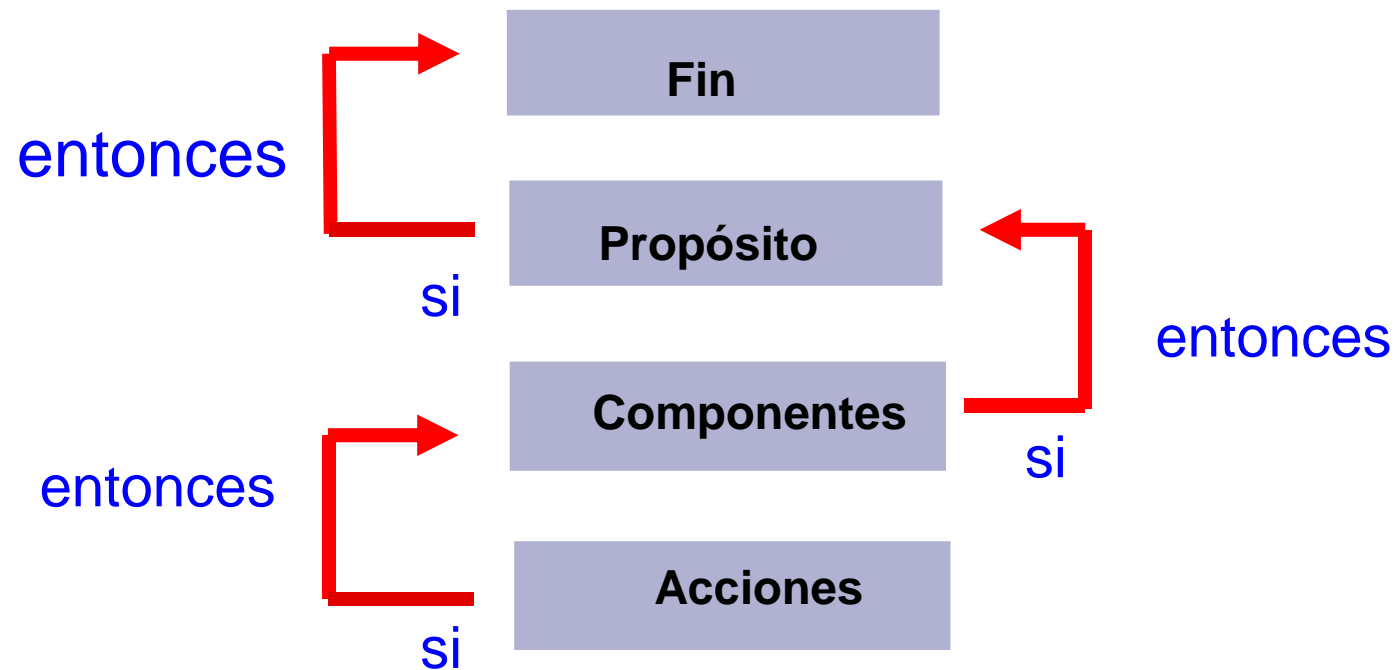 Fin
entonces
Propósito
si
entonces
Componentes
si
entonces
Acciones
si